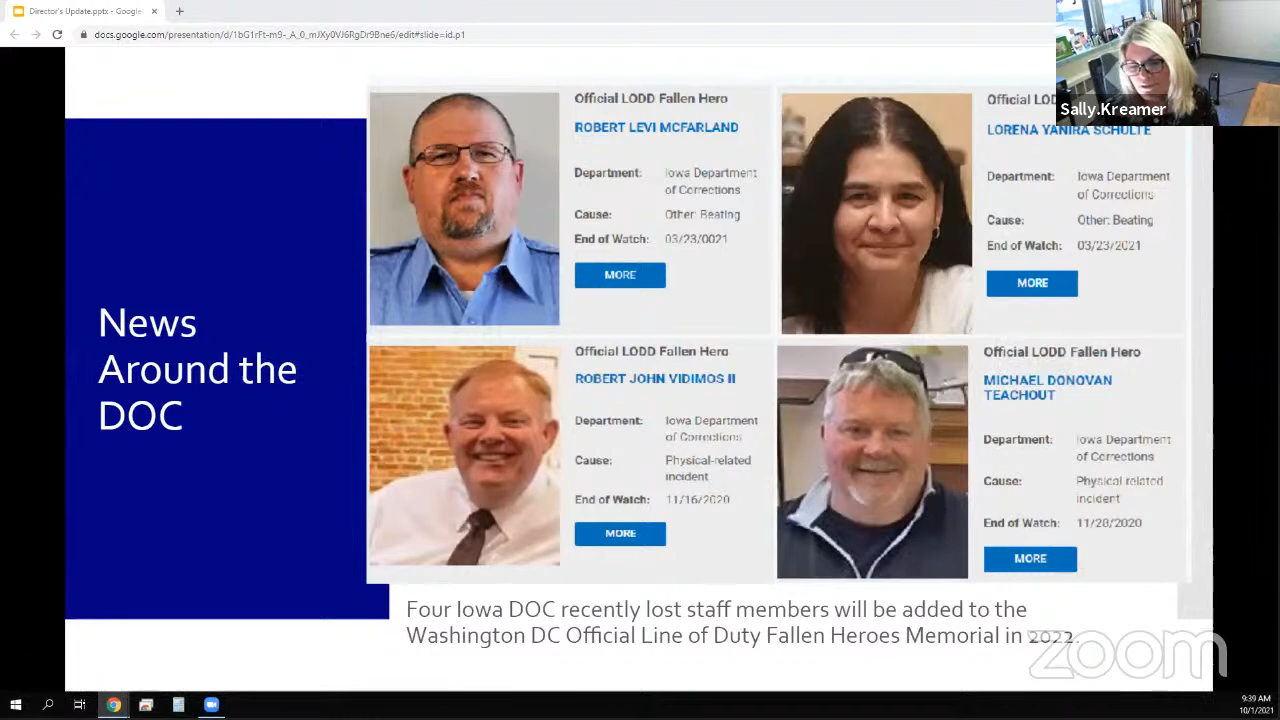 Director's Update.pptx - Google
docs.google.com/presentation/d/1bG1rFt-m9-_A_0_mJXy0VJ6RgDr9Bne6/edit#slide=id.p1
Sally.Kreamer
News
Around the
DOC
Official LODD Fallen Hero
ROBERT LEVI MCFARLAND
Department: Iowa Department
of Corrections
Cause: Other: Beating
End of Watch: 03/23/0021
MORE
Official LOD
LORENA YANIRA SCHULTE
Department: Iowa Department
of Corrections
Cause: Other: Beating
End of Watch: 03/23/2021
MORE
Official LODD Fallen Hero
ROBERT JOHN VIDIMOS II
Department: Iowa Department
of Corrections
Cause: Physical-related
incident
End of Watch: 11/16/2020
MORE
Official LODD Fallen Hero
MICHAEL DONOVAN
TEACHOUT
Department: Iowa Department
of Corrections
Cause: Physical-related
incident
End of Watch: 11/28/2020
MORE
Four Iowa DOC recently lost staff members will be added to the
Washington DC Official Line of Duty Fallen Heroes Memorial in 2022.
zoom
9:39 AM
10/1/2021